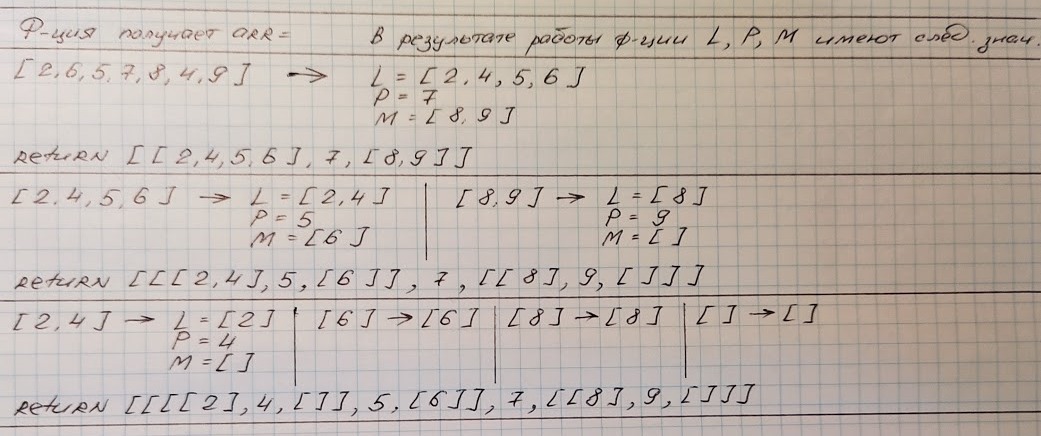 Ф-ция получает arr = В результате работы ф-ции L, P, M имеют след. знач.
[2,6,5,7,8,4,9] → L = [2,4,5,6]
P = 7
M = [8,9]
return [[2,4,5,6],7,[8,9]]
[2,4,5,6] → L = [2,4] [8,9] → L = [8]
P = 5 P = 9
M = [6] M = []
return [[[2,4],5,[6]],7,[[8],9,[]]]
[2,4] → L = [2] [6] → [6] [8] → [8] [] → []
P = 4
M = []
return [[[[2],4,[]],5,[6]],7,[[8],9,[]]]